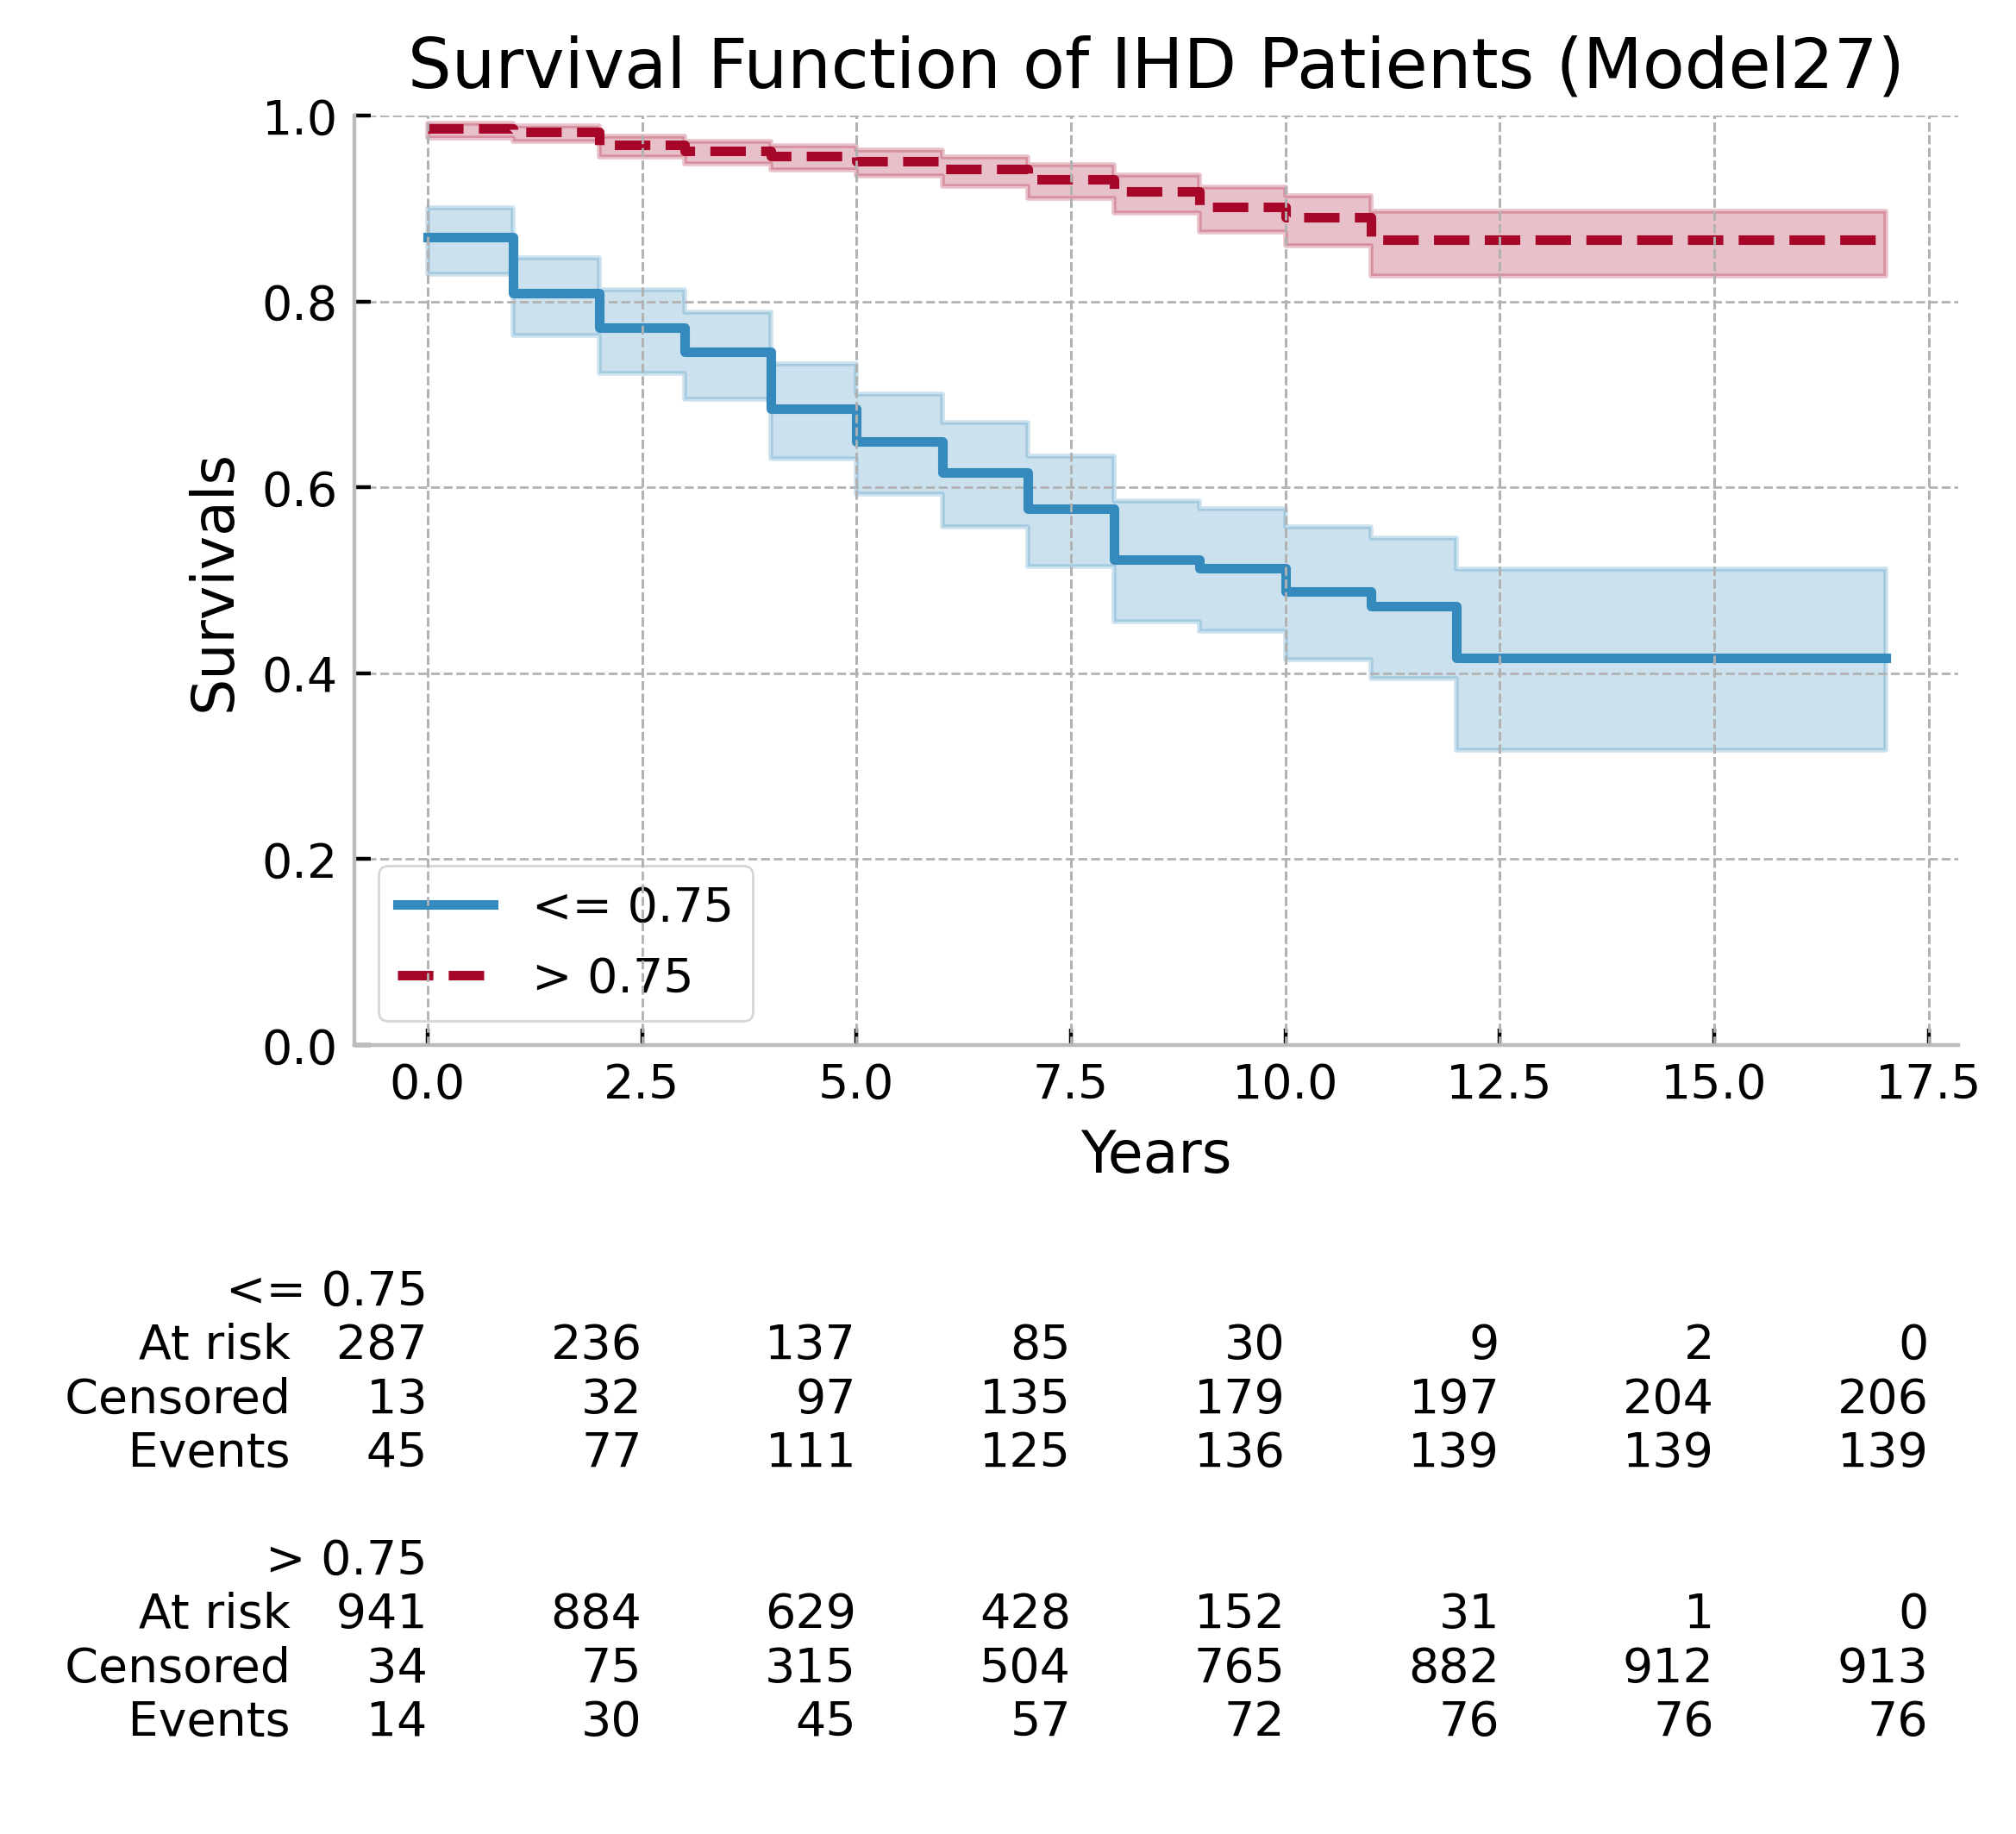 Survival Function of IHD Patients (Model27)
1.0
0.8
0.6
0.4
0.2
0.0
Survivals
<= 0.75
> 0.75
0.0 2.5 5.0 7.5 10.0 12.5 15.0 17.5
Years
<= 0.75
At risk 287 236 137 85 30 9 2 0
Censored 13 32 97 135 179 197 204 206
Events 45 77 111 125 136 139 139 139
> 0.75
At risk 941 884 629 428 152 31 1 0
Censored 34 75 315 504 765 882 912 913
Events 14 30 45 57 72 76 76 76